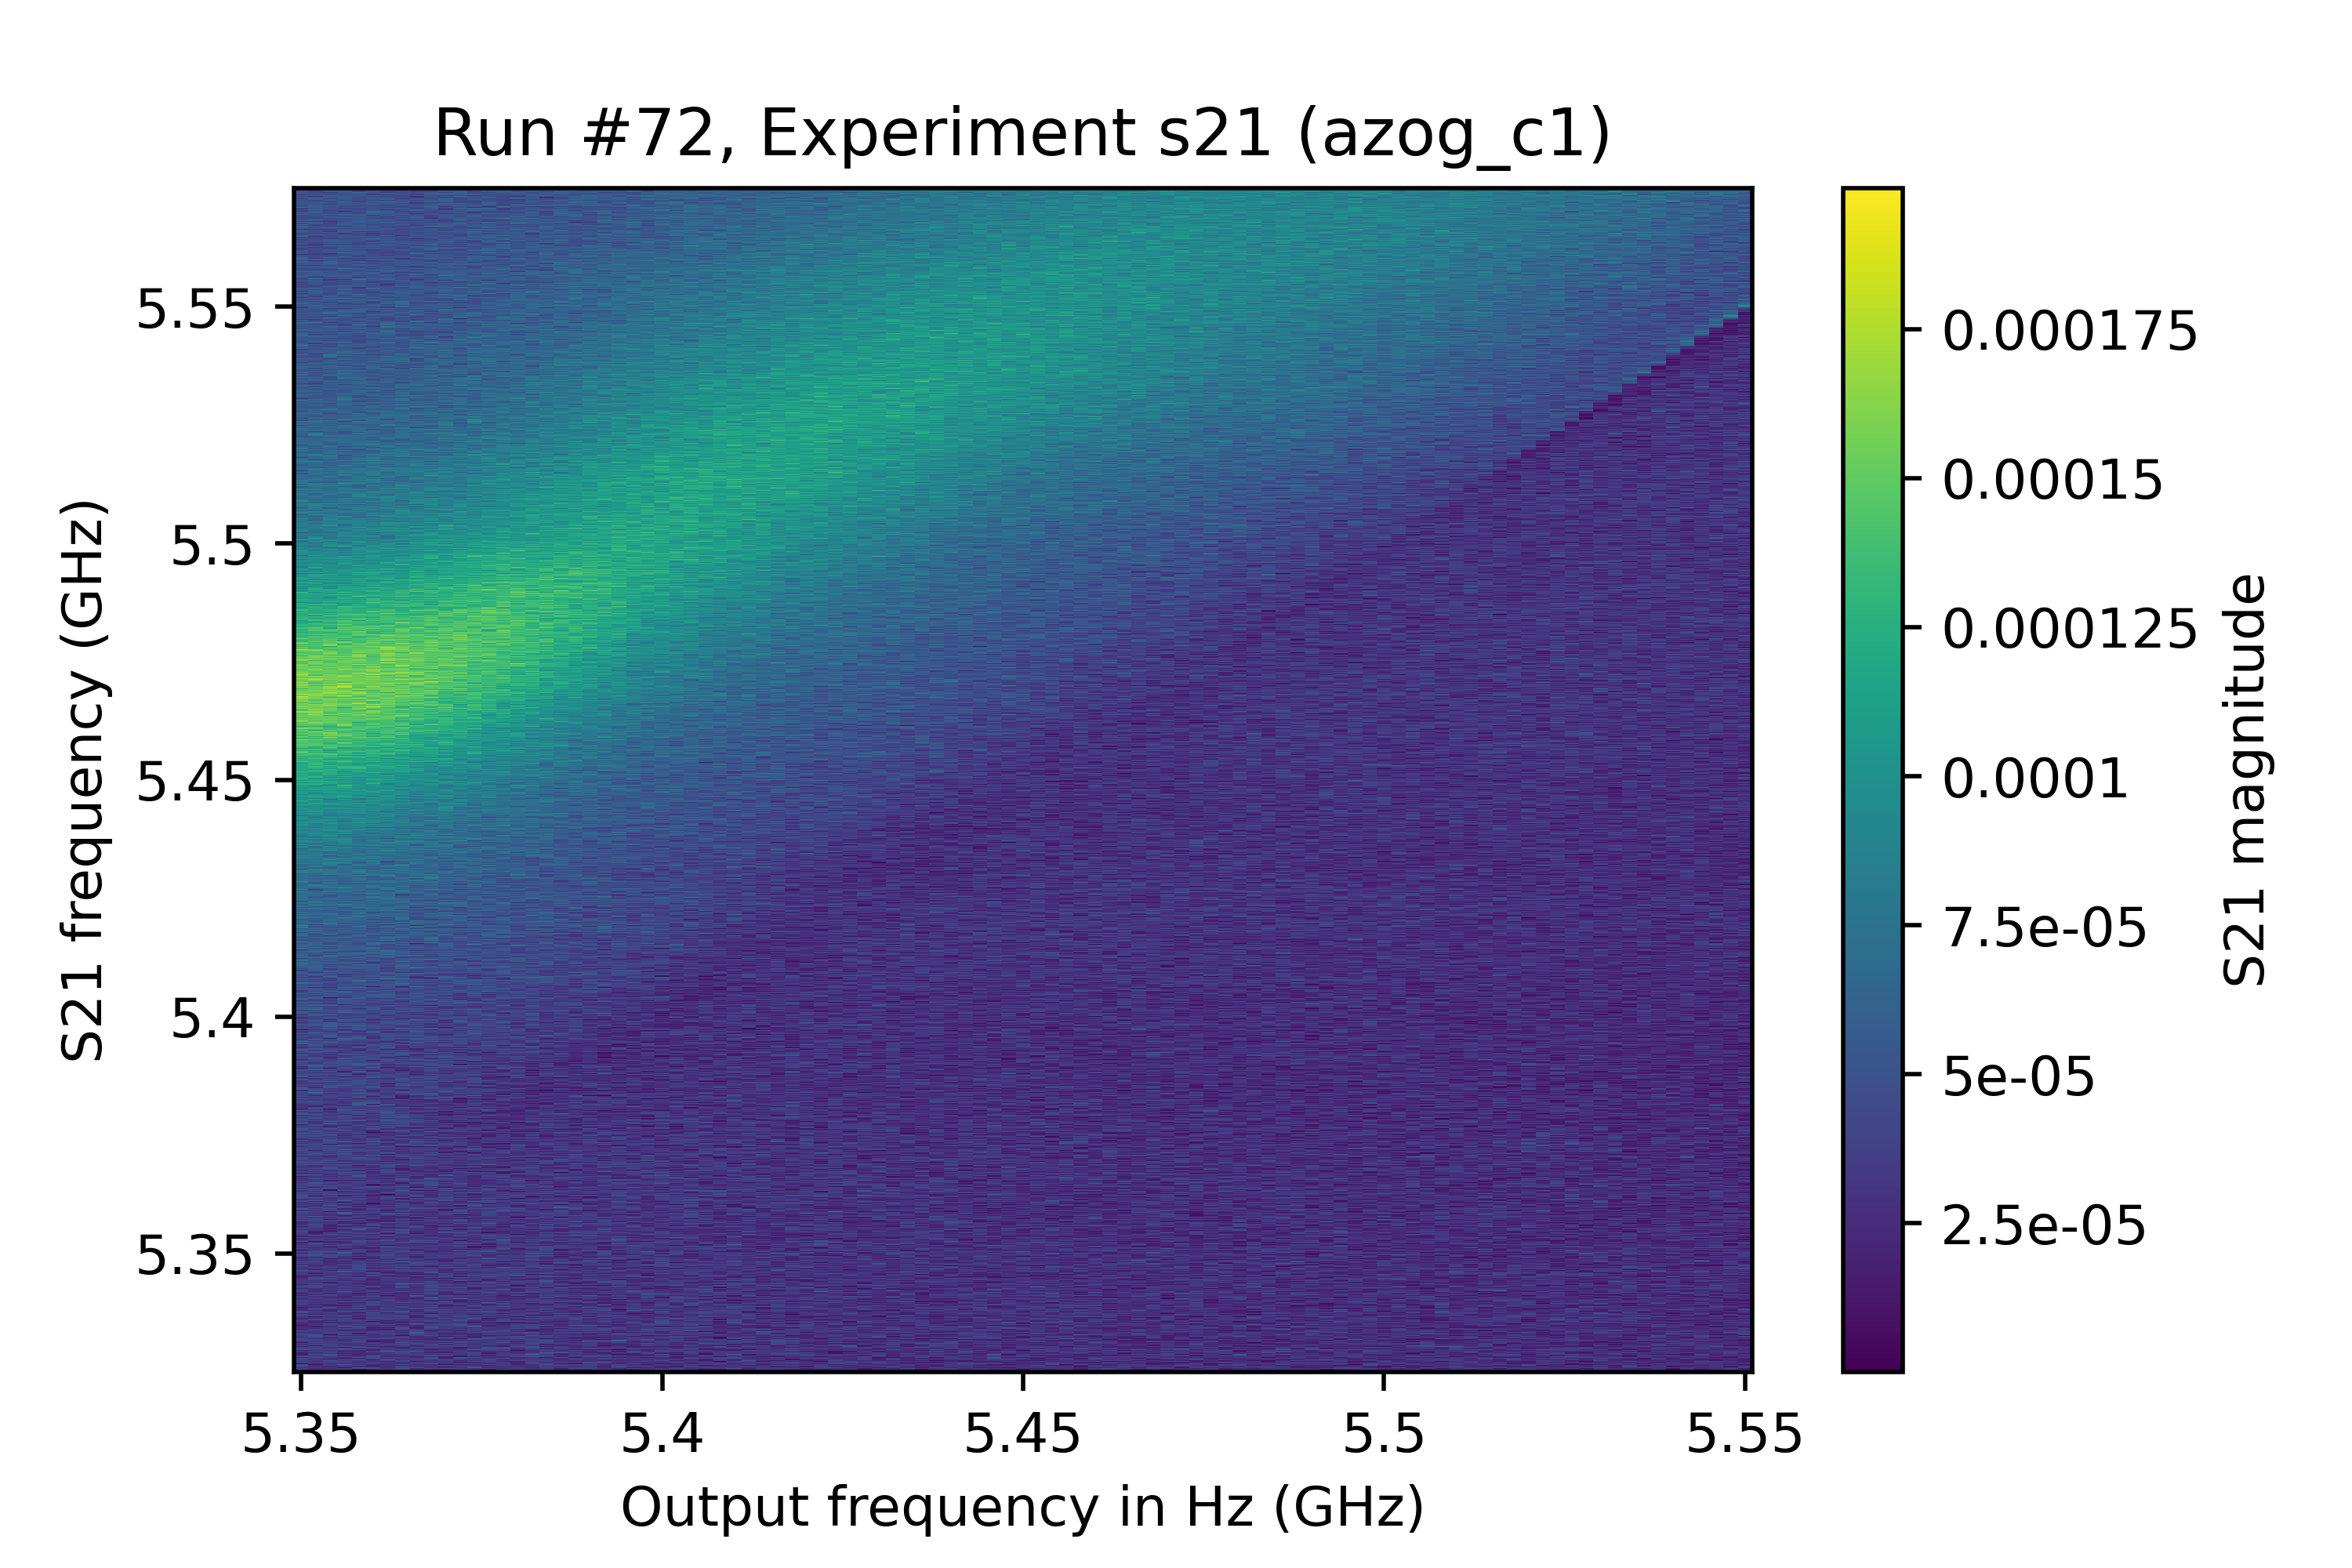 Run #72, Experiment s21 (azog_c1)
S21 frequency (GHz)
5.55
5.5
5.45
5.4
5.35
5.35
5.4
5.45
5.5
5.55
Output frequency in Hz (GHz)
0.000175
0.00015
0.000125
0.0001
7.5e-05
5e-05
2.5e-05
S21 magnitude